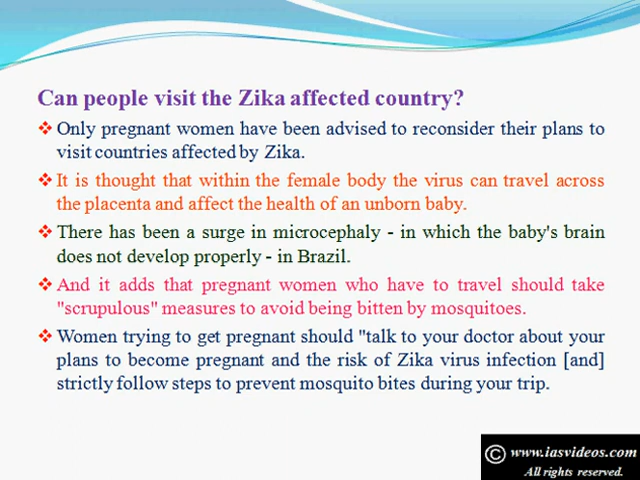 Can people visit the Zika affected country?
❖ Only pregnant women have been advised to reconsider their plans to
visit countries affected by Zika.
❖ It is thought that within the female body the virus can travel across
the placenta and affect the health of an unborn baby.
❖ There has been a surge in microcephaly - in which the baby's brain
does not develop properly - in Brazil.
❖ And it adds that pregnant women who have to travel should take
"scrupulous" measures to avoid being bitten by mosquitoes.
❖ Women trying to get pregnant should "talk to your doctor about your
plans to become pregnant and the risk of Zika virus infection [and]
strictly follow steps to prevent mosquito bites during your trip.
© www.iasvideos.com
All rights reserved.